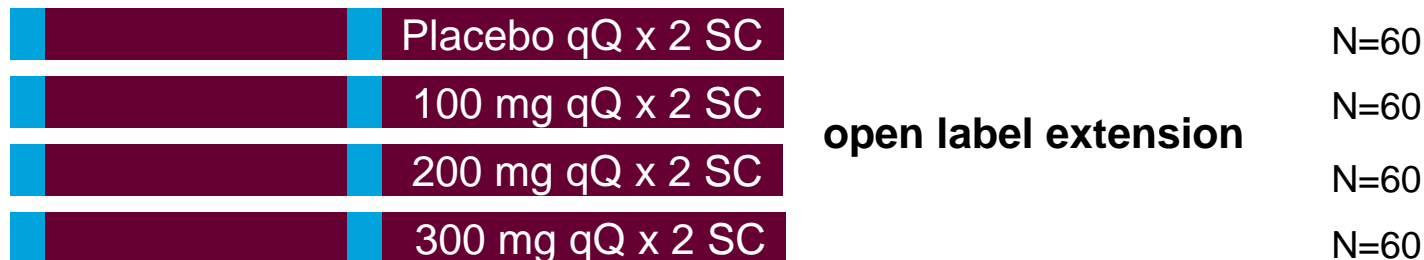 Placebo qQ x 2 SC N=60
100 mg qQ x 2 SC N=60
open label extension
200 mg qQ x 2 SC N=60
300 mg qQ x 2 SC N=60